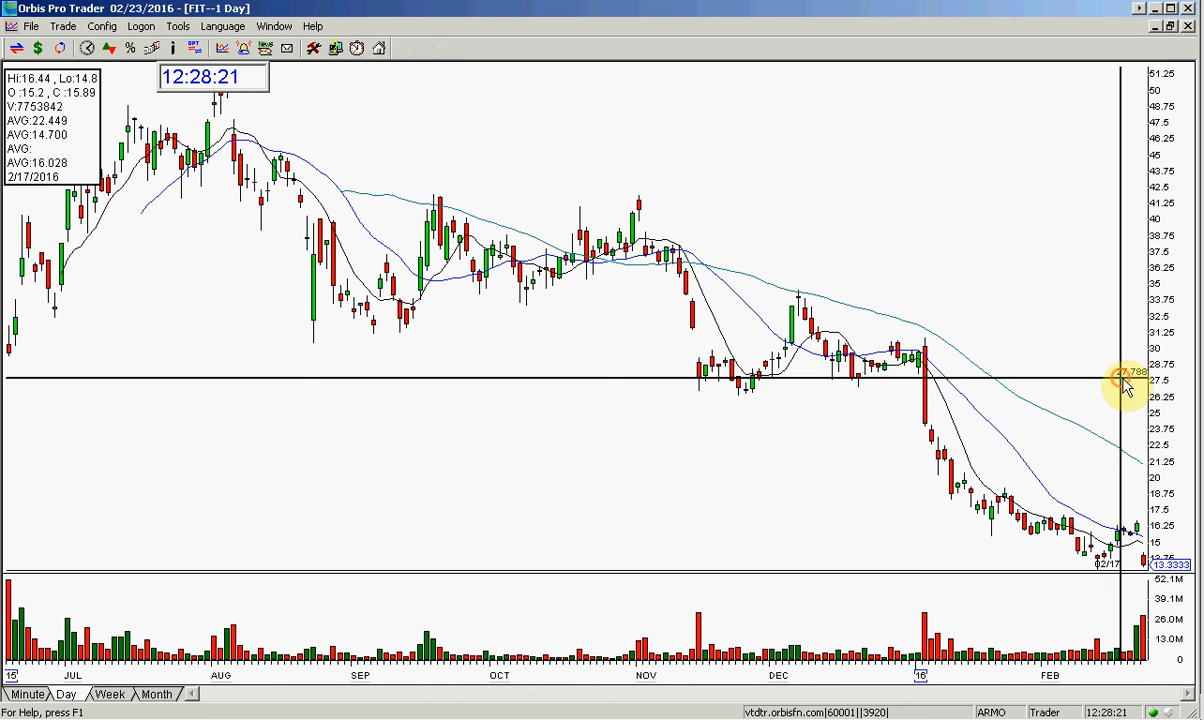 Orbis Pro Trader 02/23/2016 - [FIT--1 Day]
File Trade Config Logon Tools Language Window Help
Hi:16.44 , Lo:14.8
O :15.2 , C :15.89
V:7753842
AVG:22.449
AVG:14.700
AVG:
AVG:16.028
2/17/2016
12:28:21
51.25
50
48.75
47.5
46.25
45
43.75
42.5
41.25
40
38.75
37.5
36.25
35
33.75
32.5
31.25
30
28.75
27.788
27.5
26.25
25
23.75
22.5
21.25
20
18.75
17.5
16.25
15
13.75
02/17
13.3333
52.1M
39.1M
26.0M
13.0M
0
15 JUL AUG SEP OCT NOV DEC 16 FEB
Minute Day Week Month
For Help, press F1
vtdtr.orbisfn.com|60001||3920|
ARMO
Trader
12:28:21